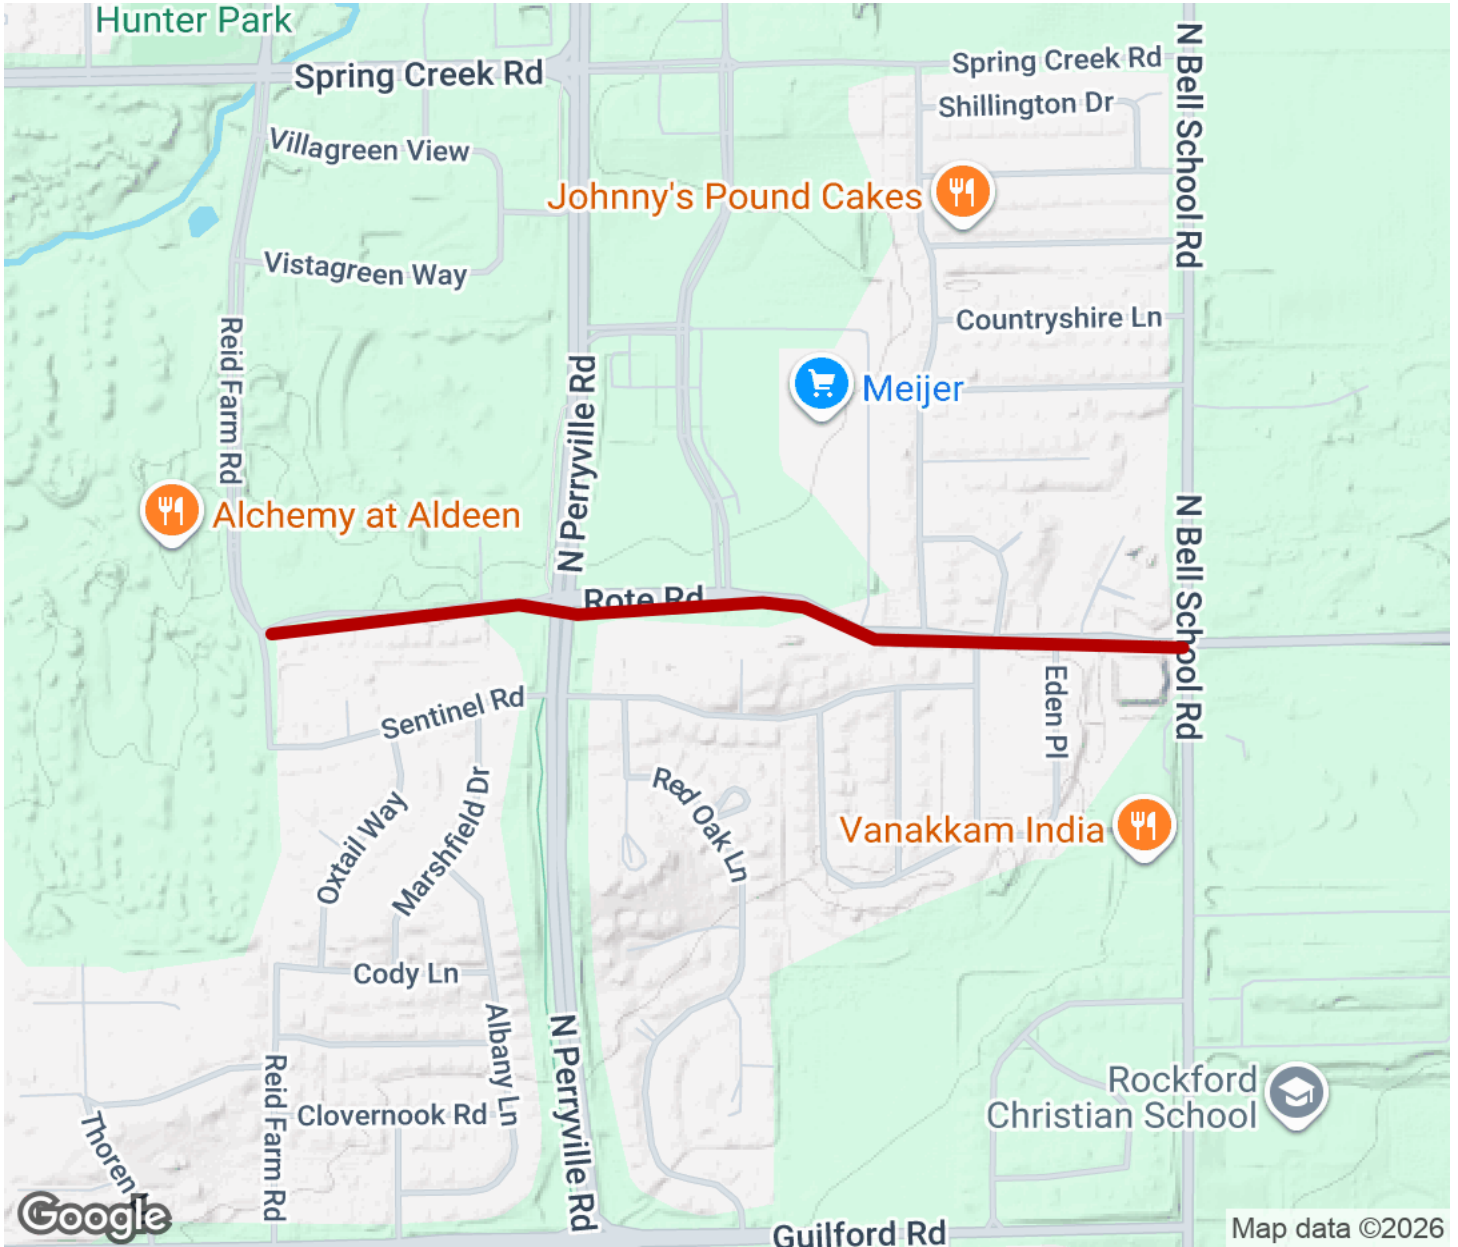 Hunter Park
Spring Creek Rd
Spring Creek Rd
N Bell School Rd
Shillington Dr
Villagreen View
Johnny's Pound Cakes
Vistagreen Way
Countryshire Ln
Reid Farm Rd
N Perryville Rd
Meijer
Alchemy at Aldeen
N Bell School Rd
Rote Rd
Sentinel Rd
Eden Pl
Red Oak Ln
Oxtail Way
Marshfield Dr
Vanakkam India
Cody Ln
Albany Ln
N Perryville Rd
Reid Farm Rd
Rockford
Christian School
Clovernook Rd
Thoren
Google
Guilford Rd
Map data ©2026